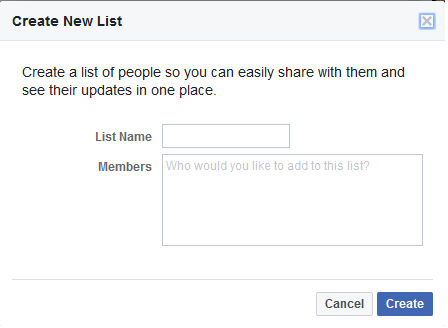 Create New List
Create a list of people so you can easily share with them and
see their updates in one place.
List Name
Members
Who would you like to add to this list?
Cancel
Create